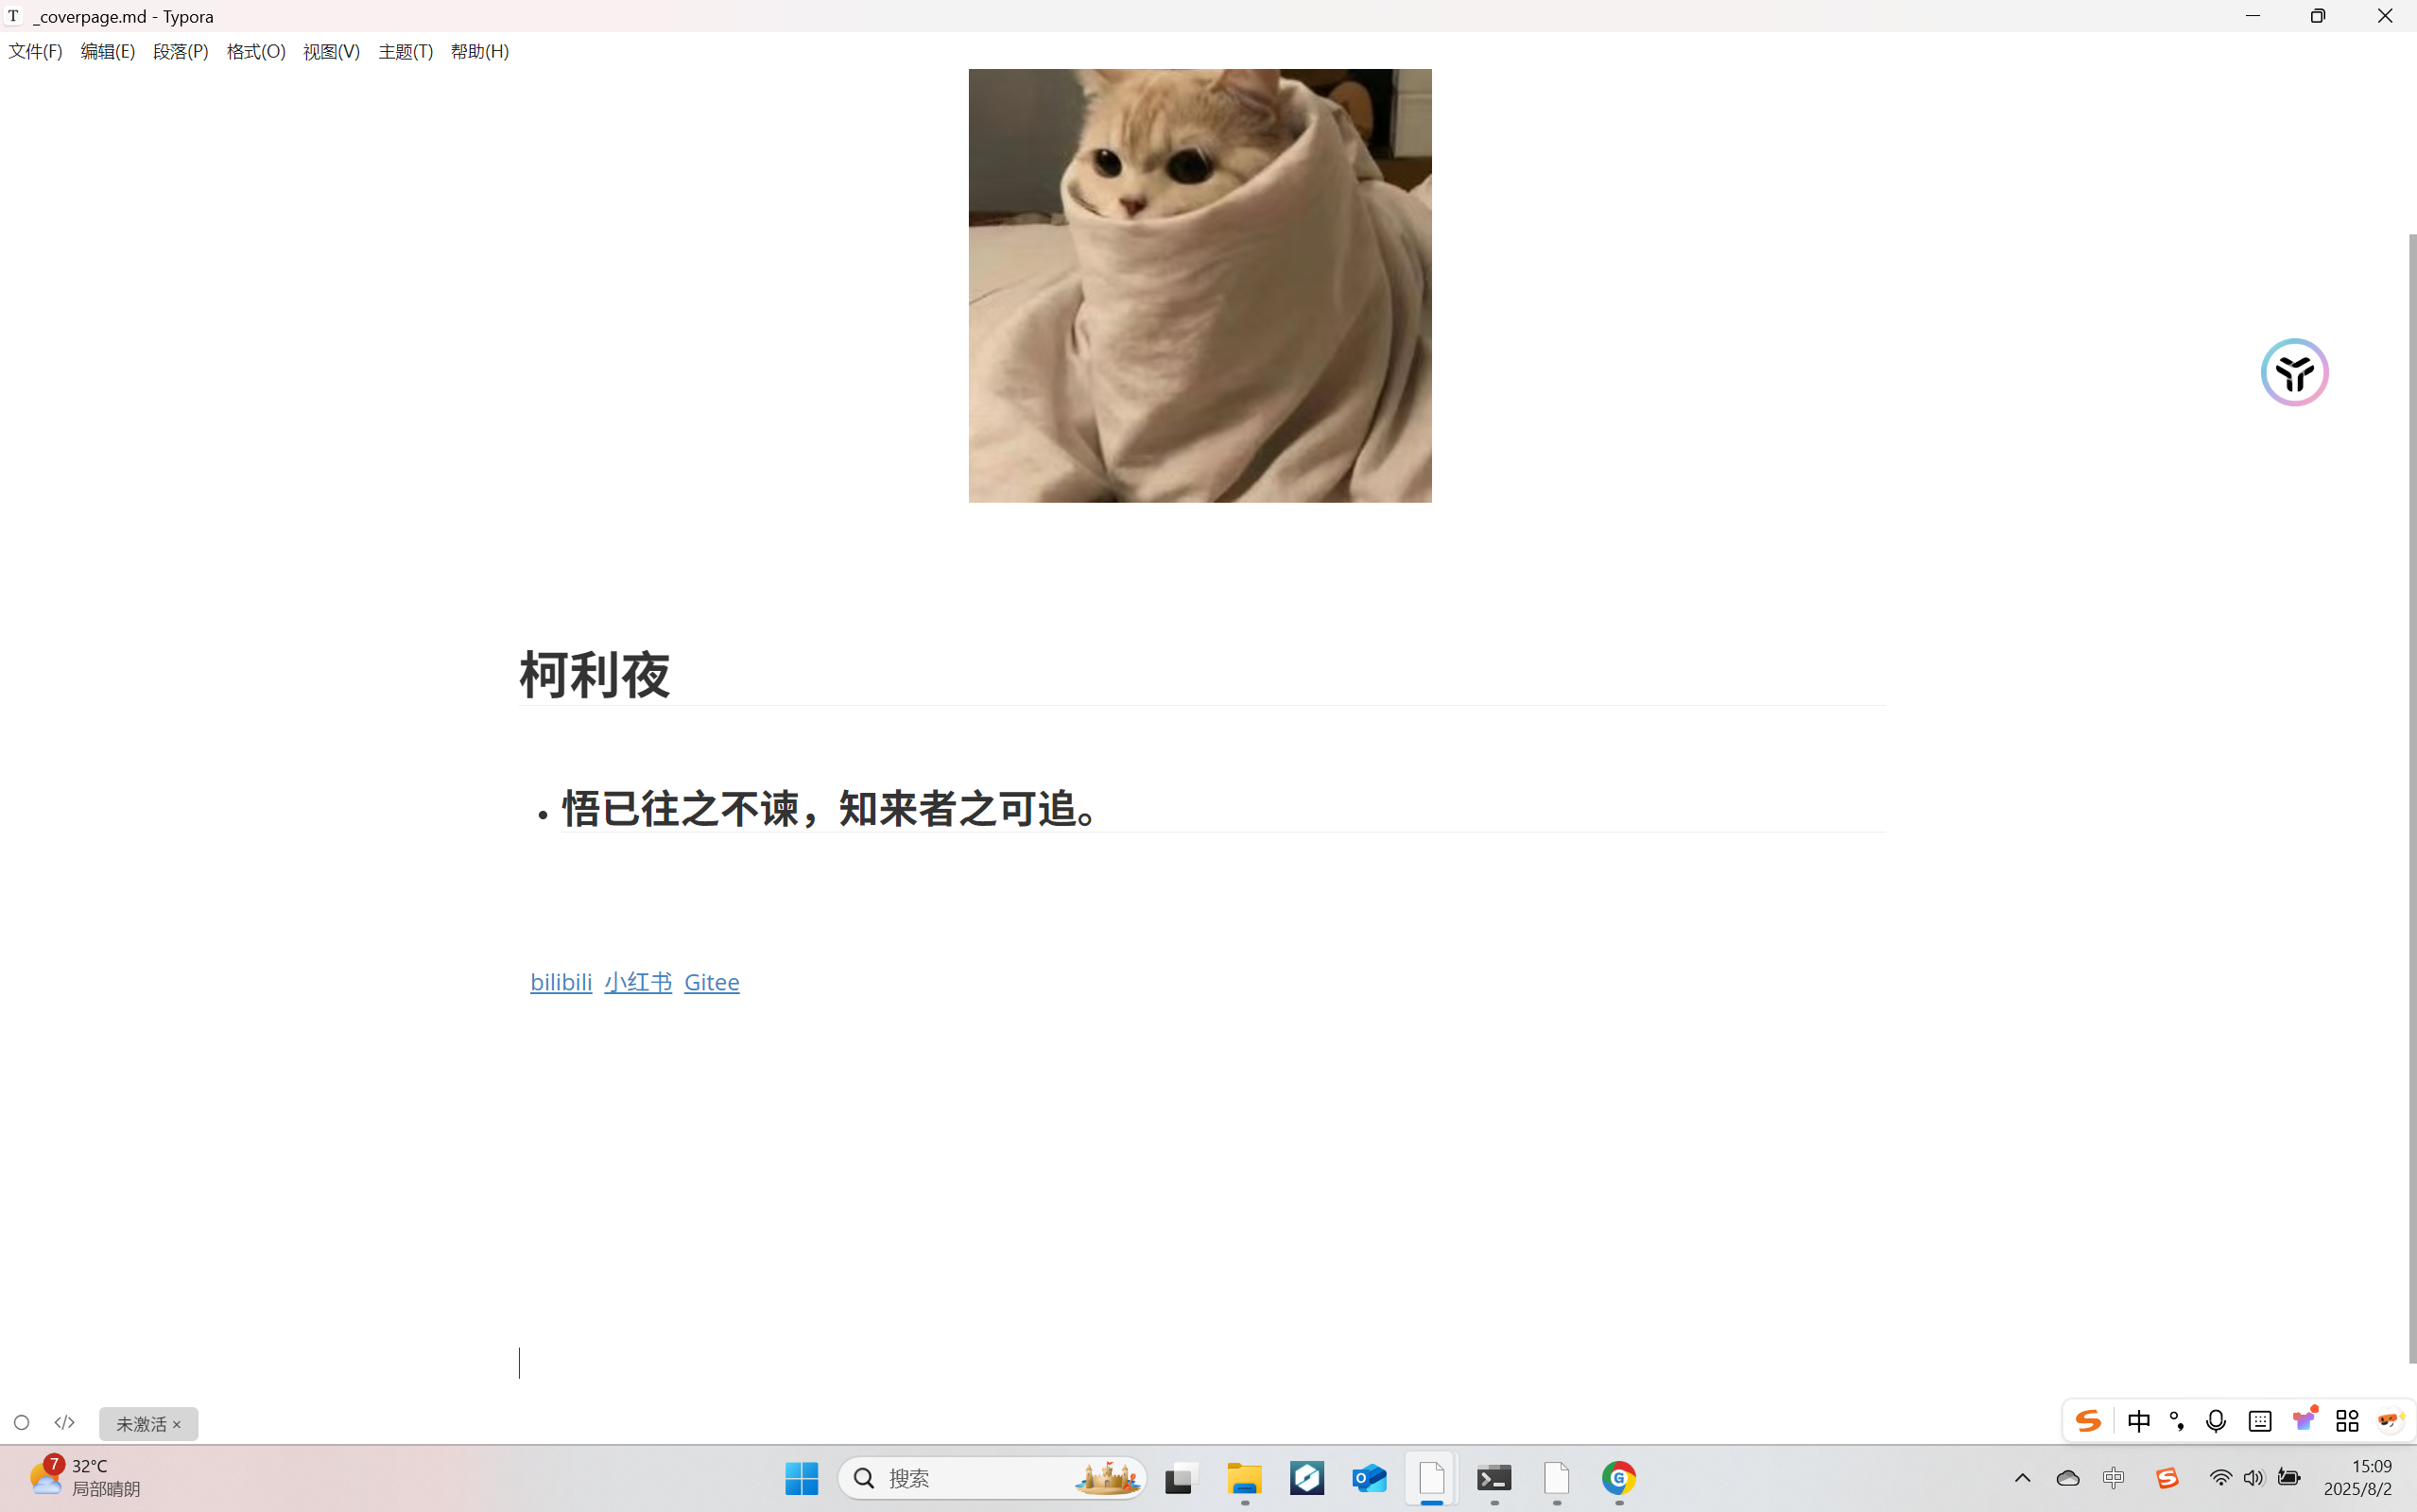 T _coverpage.md - Typora
文件(F) 编辑(E) 段落(P) 格式(O) 视图(V) 主题(T) 帮助(H)
柯利夜
• 悟已往之不谏，知来者之可追。
bilibili 小红书 Gitee
</> 未激活 ×
中
7 32°C
局部晴朗
搜索
中
15:09
2025/8/2